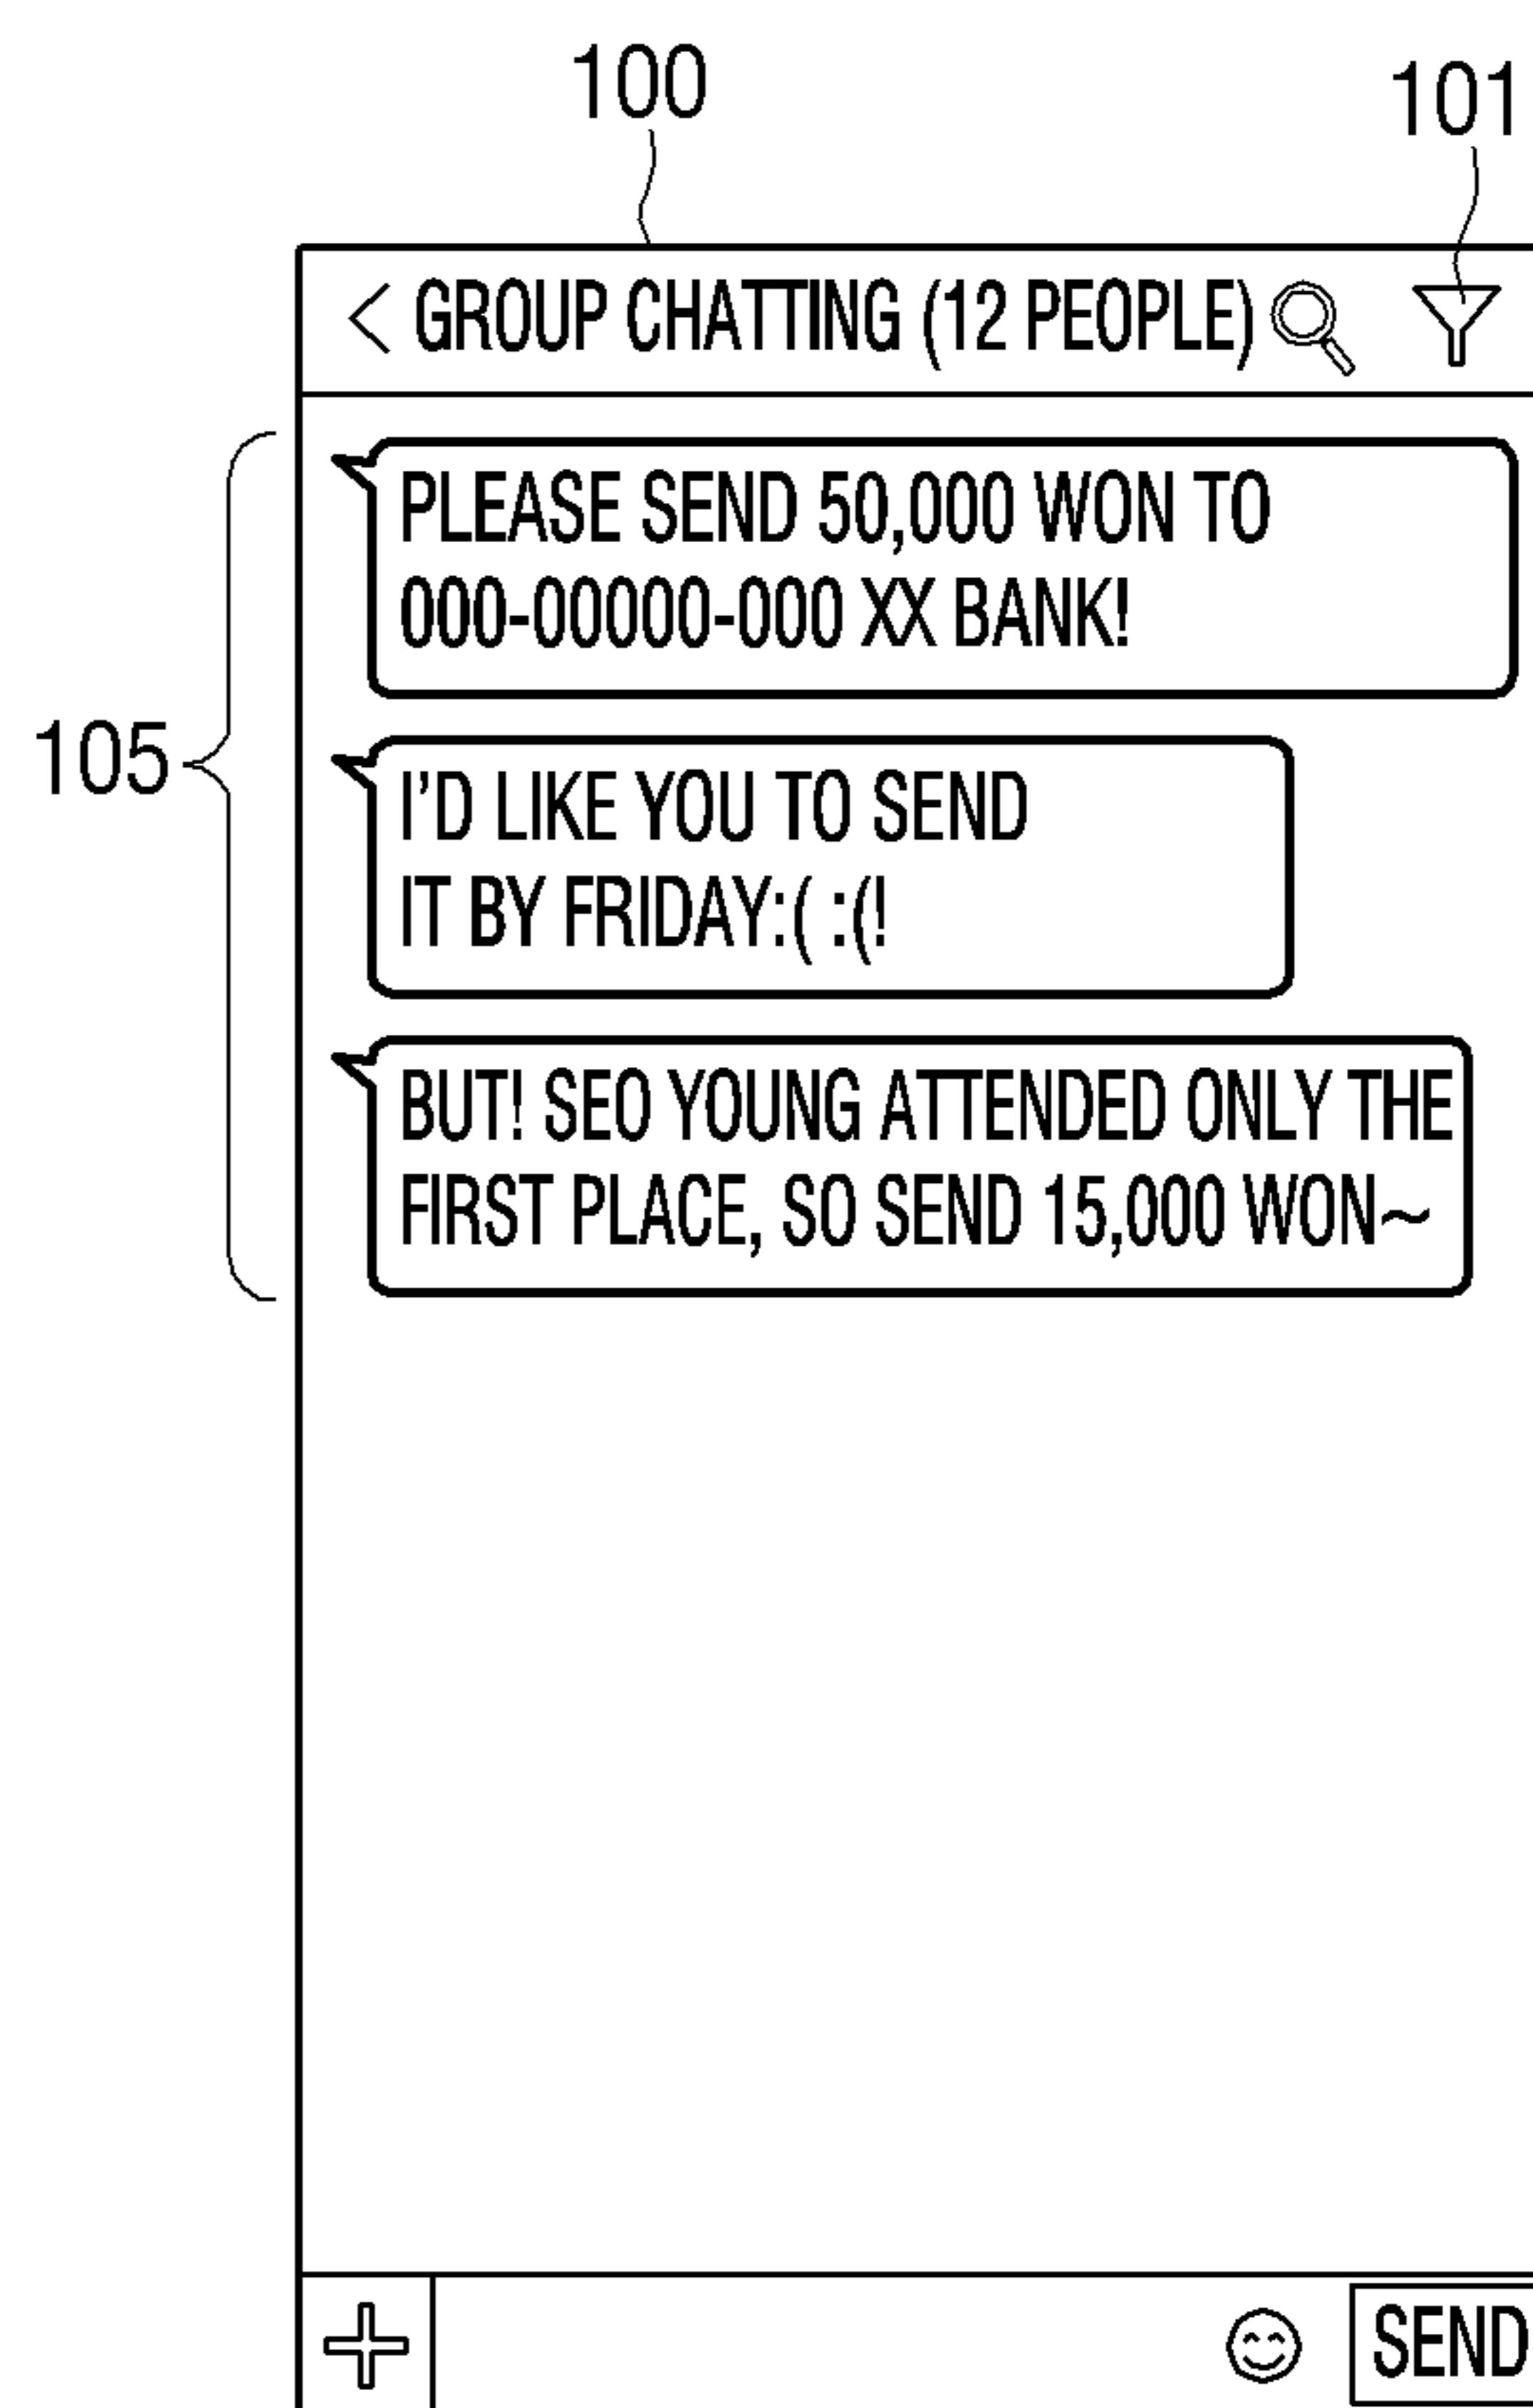 100
101
< GROUP CHATTING (12 PEOPLE)
105
PLEASE SEND 50,000 WON TO
000-00000-000 XX BANK!
I'D LIKE YOU TO SEND
IT BY FRIDAY:( :(!
BUT! SEO YOUNG ATTENDED ONLY THE
FIRST PLACE, SO SEND 15,000 WON~
SEND